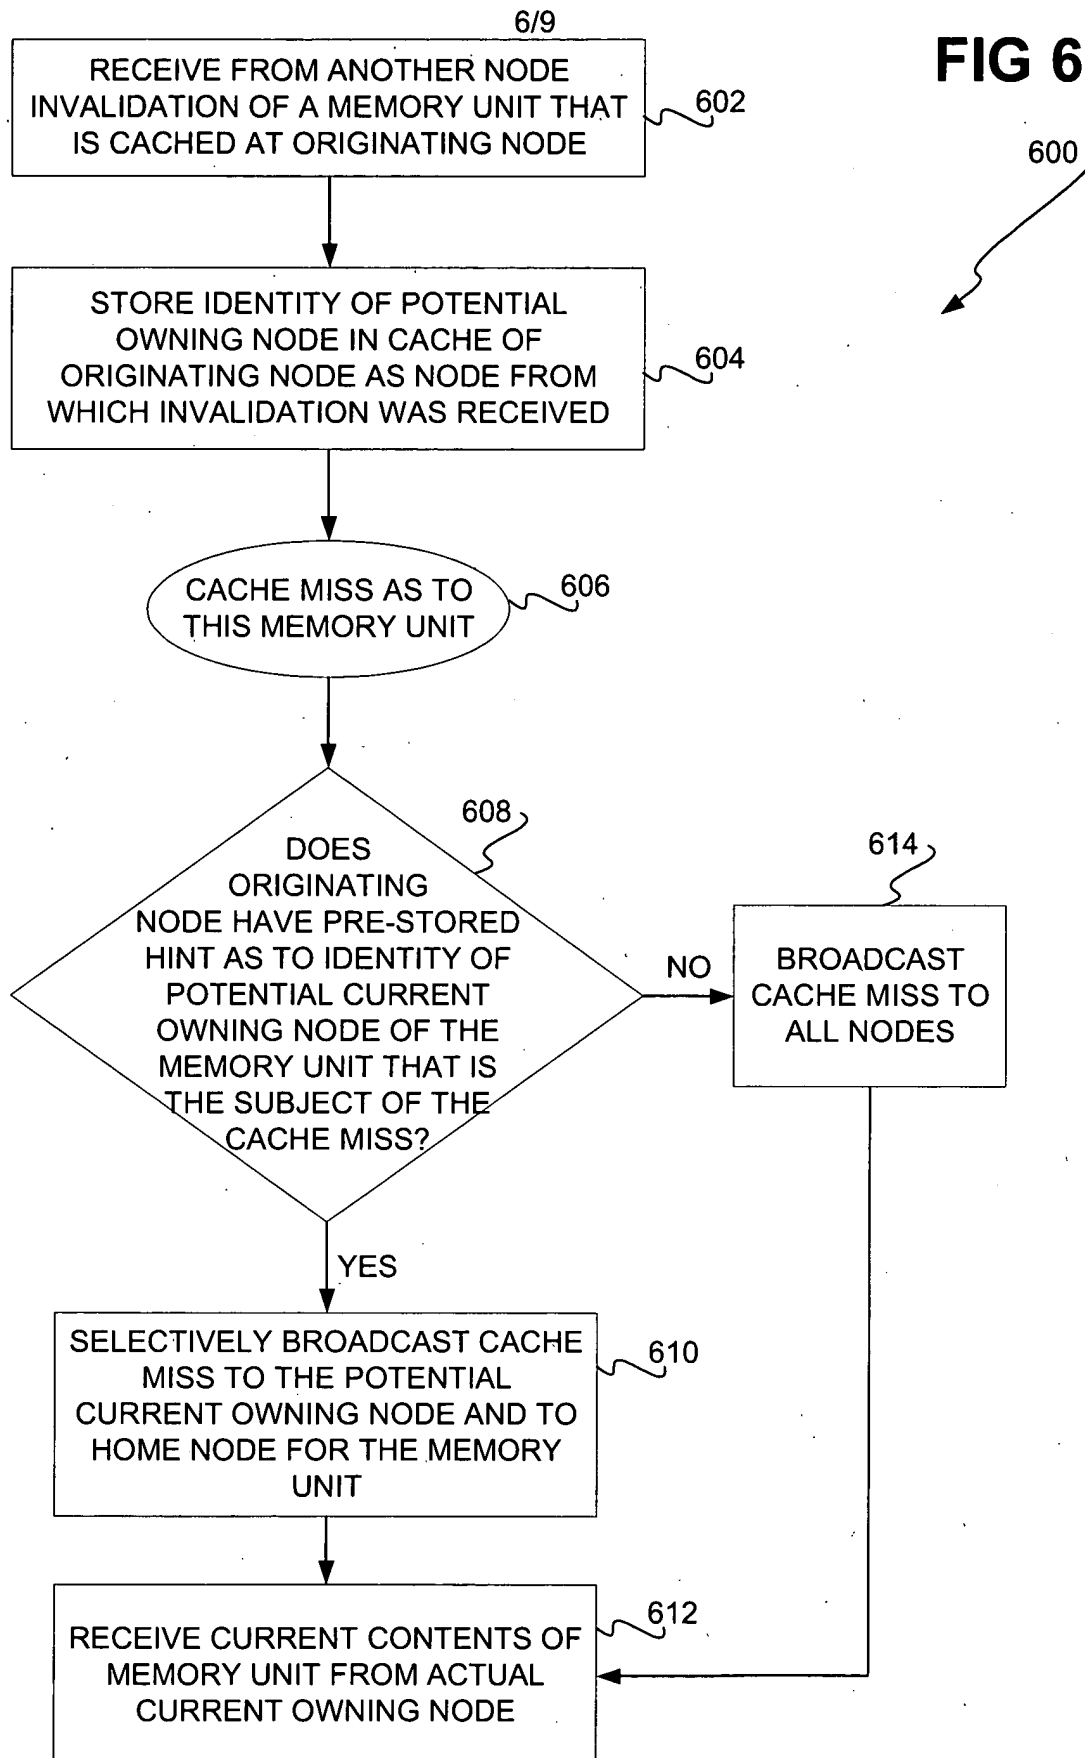 6/9
FIG 6
600
RECEIVE FROM ANOTHER NODE
INVALIDATION OF A MEMORY UNIT THAT
IS CACHED AT ORIGINATING NODE
602
STORE IDENTITY OF POTENTIAL
OWNING NODE IN CACHE OF
ORIGINATING NODE AS NODE FROM
WHICH INVALIDATION WAS RECEIVED
604
CACHE MISS AS TO
THIS MEMORY UNIT
606
608
DOES
ORIGINATING
NODE HAVE PRE-STORED
HINT AS TO IDENTITY OF
POTENTIAL CURRENT
OWNING NODE OF THE
MEMORY UNIT THAT IS
THE SUBJECT OF THE
CACHE MISS?
NO
614
BROADCAST
CACHE MISS TO
ALL NODES
YES
SELECTIVELY BROADCAST CACHE
MISS TO THE POTENTIAL
CURRENT OWNING NODE AND TO
HOME NODE FOR THE MEMORY
UNIT
610
RECEIVE CURRENT CONTENTS OF
MEMORY UNIT FROM ACTUAL
CURRENT OWNING NODE
612